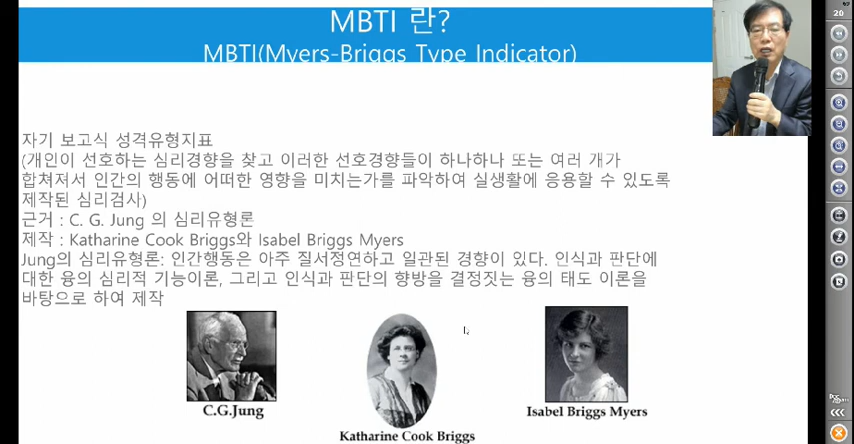 MBTI 란?
MBTI(Myers-Briggs Type Indicator)
20
자기 보고식 성격유형지표
(개인이 선호하는 심리경향을 찾고 이러한 선호경향들이 하나하나 또는 여러 개가
합쳐져서 인간의 행동에 어떠한 영향을 미치는가를 파악하여 실생활에 응용할 수 있도록
제작된 심리검사)
근거 : C. G. Jung 의 심리유형론
제작 : Katharine Cook Briggs와 Isabel Briggs Myers
Jung의 심리유형론: 인간행동은 아주 질서정연하고 일관된 경향이 있다. 인식과 판단에
대한 융의 심리적 기능이론, 그리고 인식과 판단의 향방을 결정짓는 융의 태도 이론을
바탕으로 하여 제작
C.G.Jung
Katharine Cook Briggs
Isabel Briggs Myers